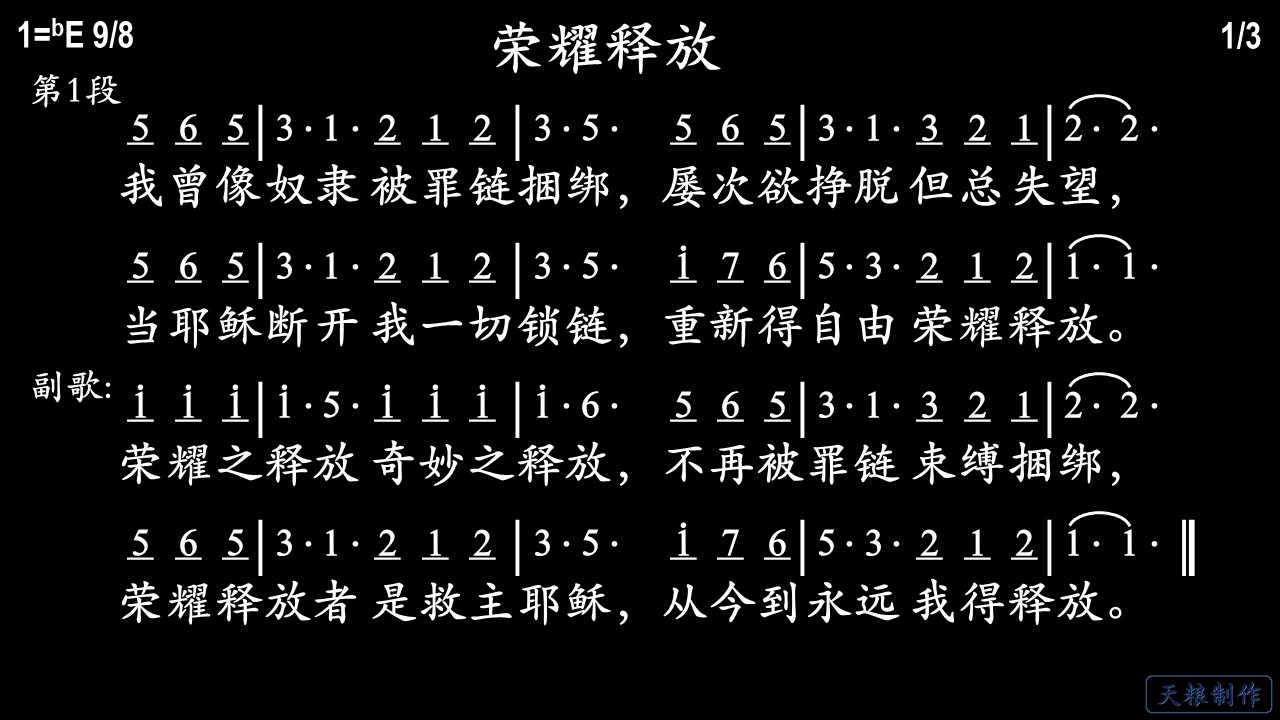 1=ᵇE 9/8 荣耀释放 1/3
第1段
5 6 5 | 3 · 1 · 2 1 2 | 3 · 5 · 5 6 5 | 3 · 1 · 3 2 1 | 2 · 2 ·
我曾像奴隶 被罪链捆绑， 屡次欲挣脱 但总失望，
5 6 5 | 3 · 1 · 2 1 2 | 3 · 5 · i 7 6 | 5 · 3 · 2 1 2 | 1 · 1 ·
当耶稣断开 我一切锁链， 重新得自由 荣耀释放。
副歌:
i i i | i · 5 · i i i | i · 6 · 5 6 5 | 3 · 1 · 3 2 1 | 2 · 2 ·
荣耀之释放 奇妙之释放， 不再被罪链 束缚捆绑，
5 6 5 | 3 · 1 · 2 1 2 | 3 · 5 · i 7 6 | 5 · 3 · 2 1 2 | 1 · 1 · ‖
荣耀释放者 是救主耶稣， 从今到永远 我得释放。
天粮制作